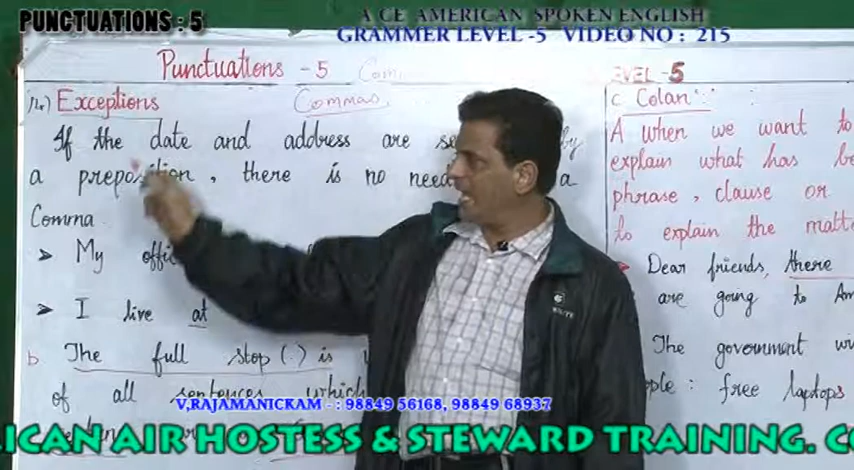 PUNCTUATIONS : 5
A CE AMERICAN SPOKEN ENGLISH
GRAMMER LEVEL -5 VIDEO NO : 215
Punctuations - 5
Exceptions
Commas
If the date and address are by
a preposition , there is no need a
Comma
My
I live at
b The full stop (.) is
of all sentences which
LEVEL - 5
C Colan :
A when we want to
explain what has
phrase , clause or
to explain the
Dear friends, there
are going to
The government
: free laptops
V.RAJAMANICKAM : - 98849 56168, 98849 68937
ICAN AIR HOSTESS & STEWARD TRAINING.